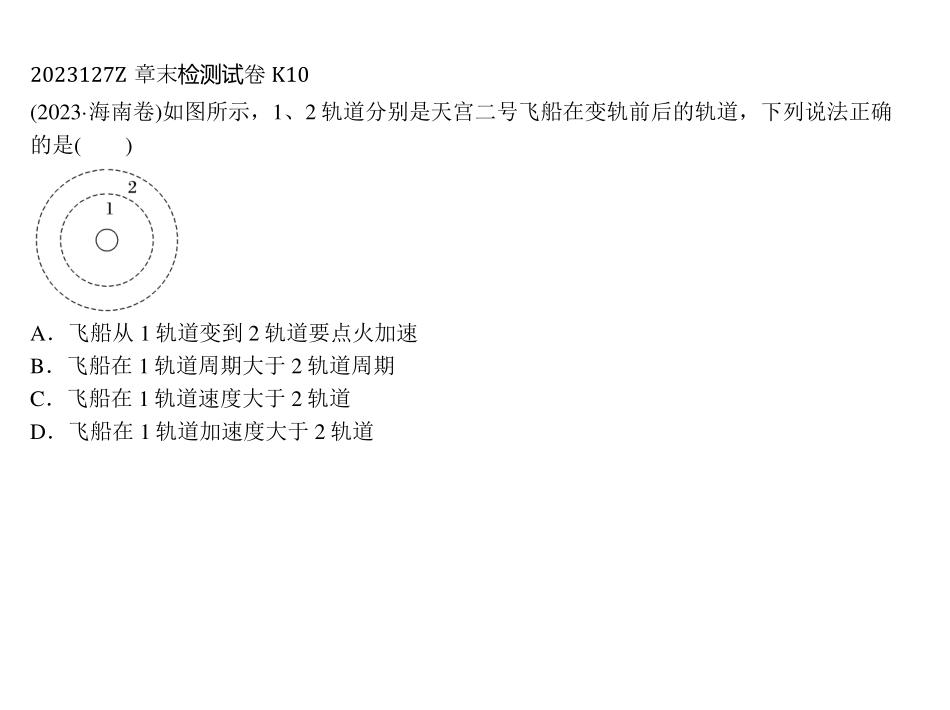 2023127Z 章末检测试卷 K10
(2023·海南卷)如图所示，1、2 轨道分别是天宫二号飞船在变轨前后的轨道，下列说法正确
的是(　　)
2
1
A．飞船从 1 轨道变到 2 轨道要点火加速
B．飞船在 1 轨道周期大于 2 轨道周期
C．飞船在 1 轨道速度大于 2 轨道
D．飞船在 1 轨道加速度大于 2 轨道